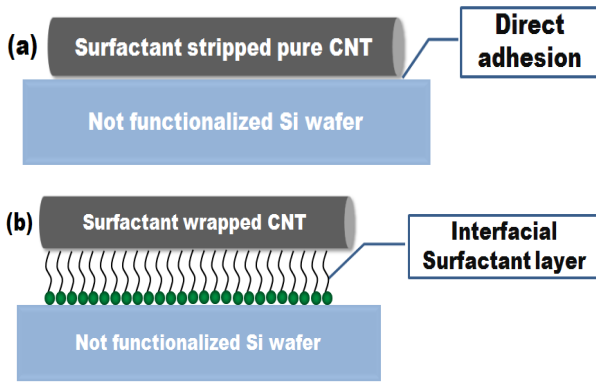 (a)
Surfactant stripped pure CNT
Direct
adhesion
Not functionalized Si wafer
(b)
Surfactant wrapped CNT
Interfacial
Surfactant layer
Not functionalized Si wafer